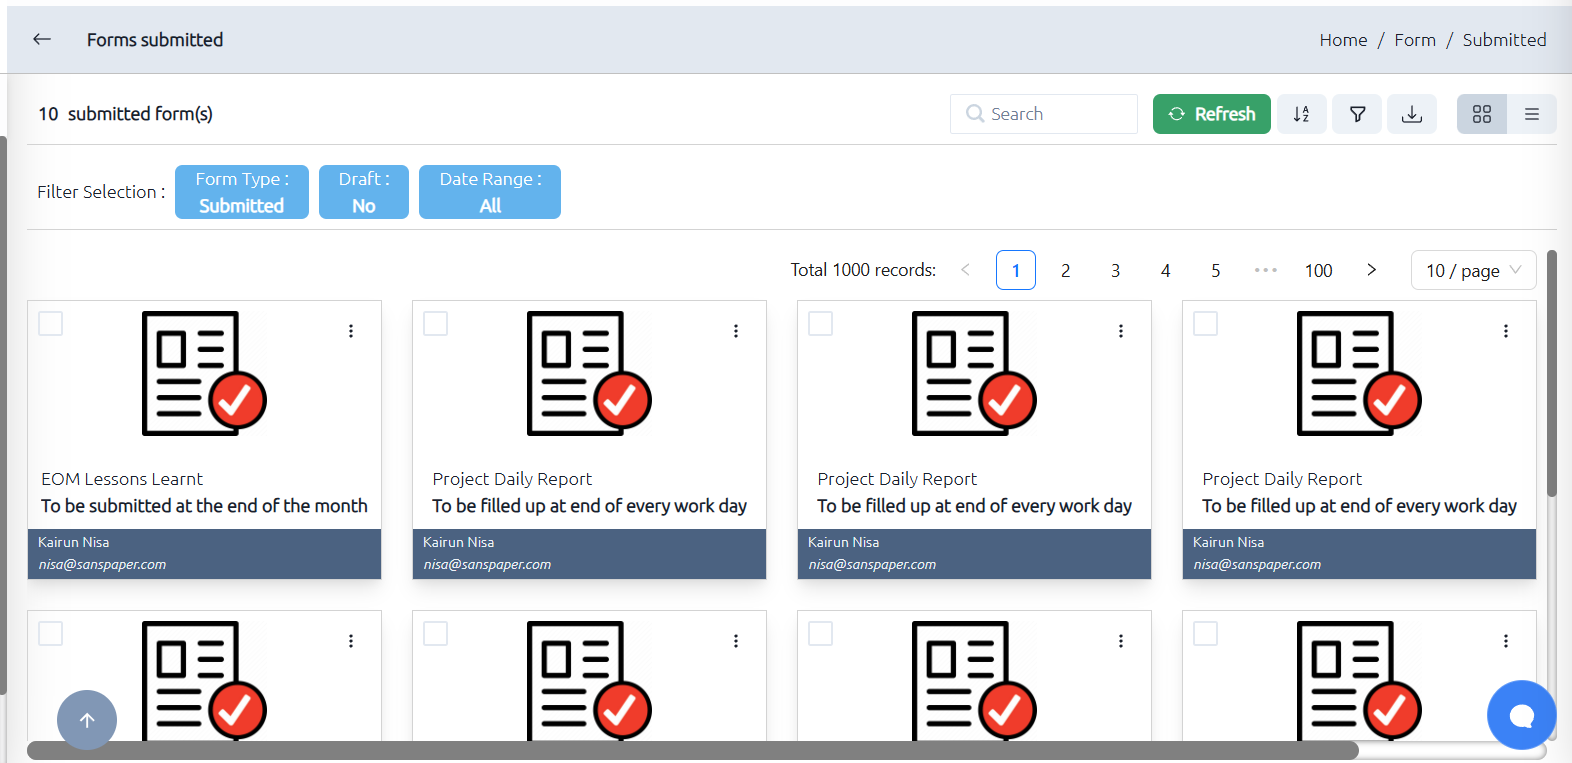 Forms submitted
Home / Form / Submitted
10 submitted form(s)
Search
Refresh
Filter Selection :
Form Type :
Submitted
Draft :
No
Date Range :
All
Total 1000 records:
1 2 3 4 5 ••• 100
10 / page
EOM Lessons Learnt
To be submitted at the end of the month
Kairun Nisa
nisa@sanspaper.com
Project Daily Report
To be filled up at end of every work day
Kairun Nisa
nisa@sanspaper.com
Project Daily Report
To be filled up at end of every work day
Kairun Nisa
nisa@sanspaper.com
Project Daily Report
To be filled up at end of every work day
Kairun Nisa
nisa@sanspaper.com